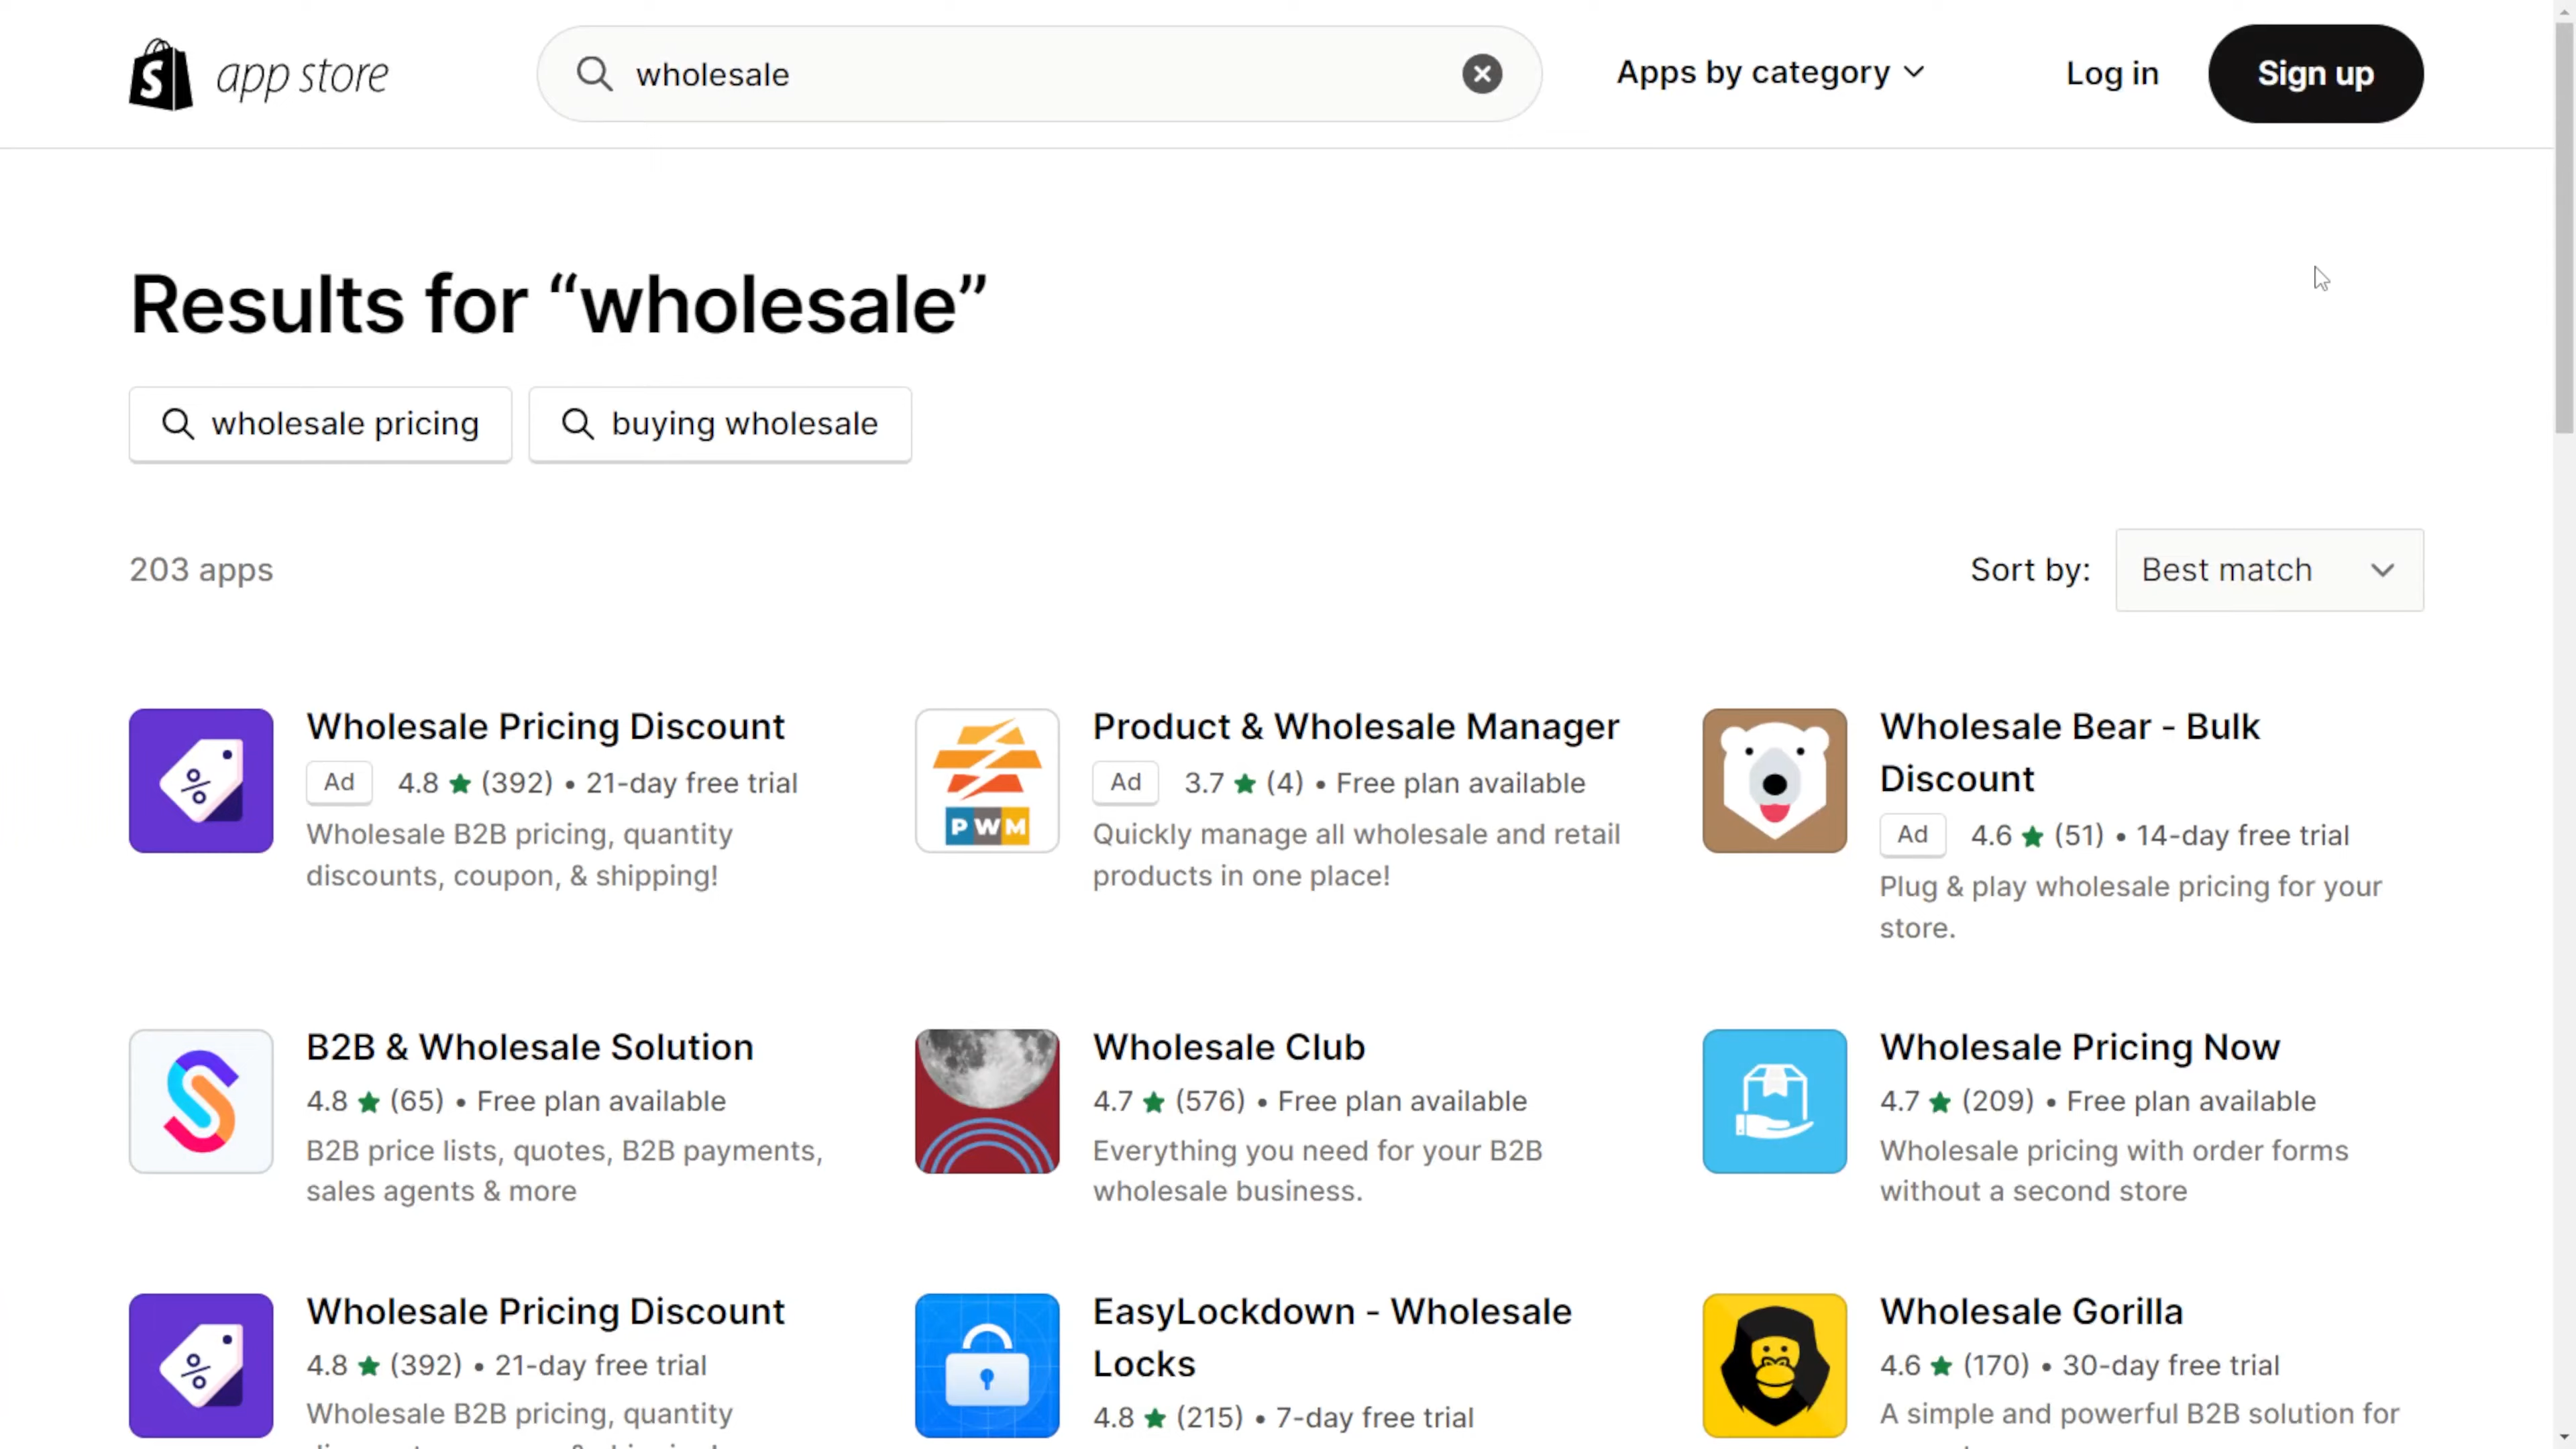 S app store
wholesale
Apps by category
Log in
Sign up
Results for “wholesale”
wholesale pricing
buying wholesale
203 apps
Sort by:
Best match
Wholesale Pricing Discount
Ad 4.8 ★ (392) • 21-day free trial
Wholesale B2B pricing, quantity
discounts, coupon, & shipping!
PWM
Product & Wholesale Manager
Ad 3.7 ★ (4) • Free plan available
Quickly manage all wholesale and retail
products in one place!
Wholesale Bear - Bulk
Discount
Ad 4.6 ★ (51) • 14-day free trial
Plug & play wholesale pricing for your
store.
B2B & Wholesale Solution
4.8 ★ (65) • Free plan available
B2B price lists, quotes, B2B payments,
sales agents & more
Wholesale Club
4.7 ★ (576) • Free plan available
Everything you need for your B2B
wholesale business.
Wholesale Pricing Now
4.7 ★ (209) • Free plan available
Wholesale pricing with order forms
without a second store
Wholesale Pricing Discount
4.8 ★ (392) • 21-day free trial
Wholesale B2B pricing, quantity
EasyLockdown - Wholesale
Locks
4.8 ★ (215) • 7-day free trial
Wholesale Gorilla
4.6 ★ (170) • 30-day free trial
A simple and powerful B2B solution for